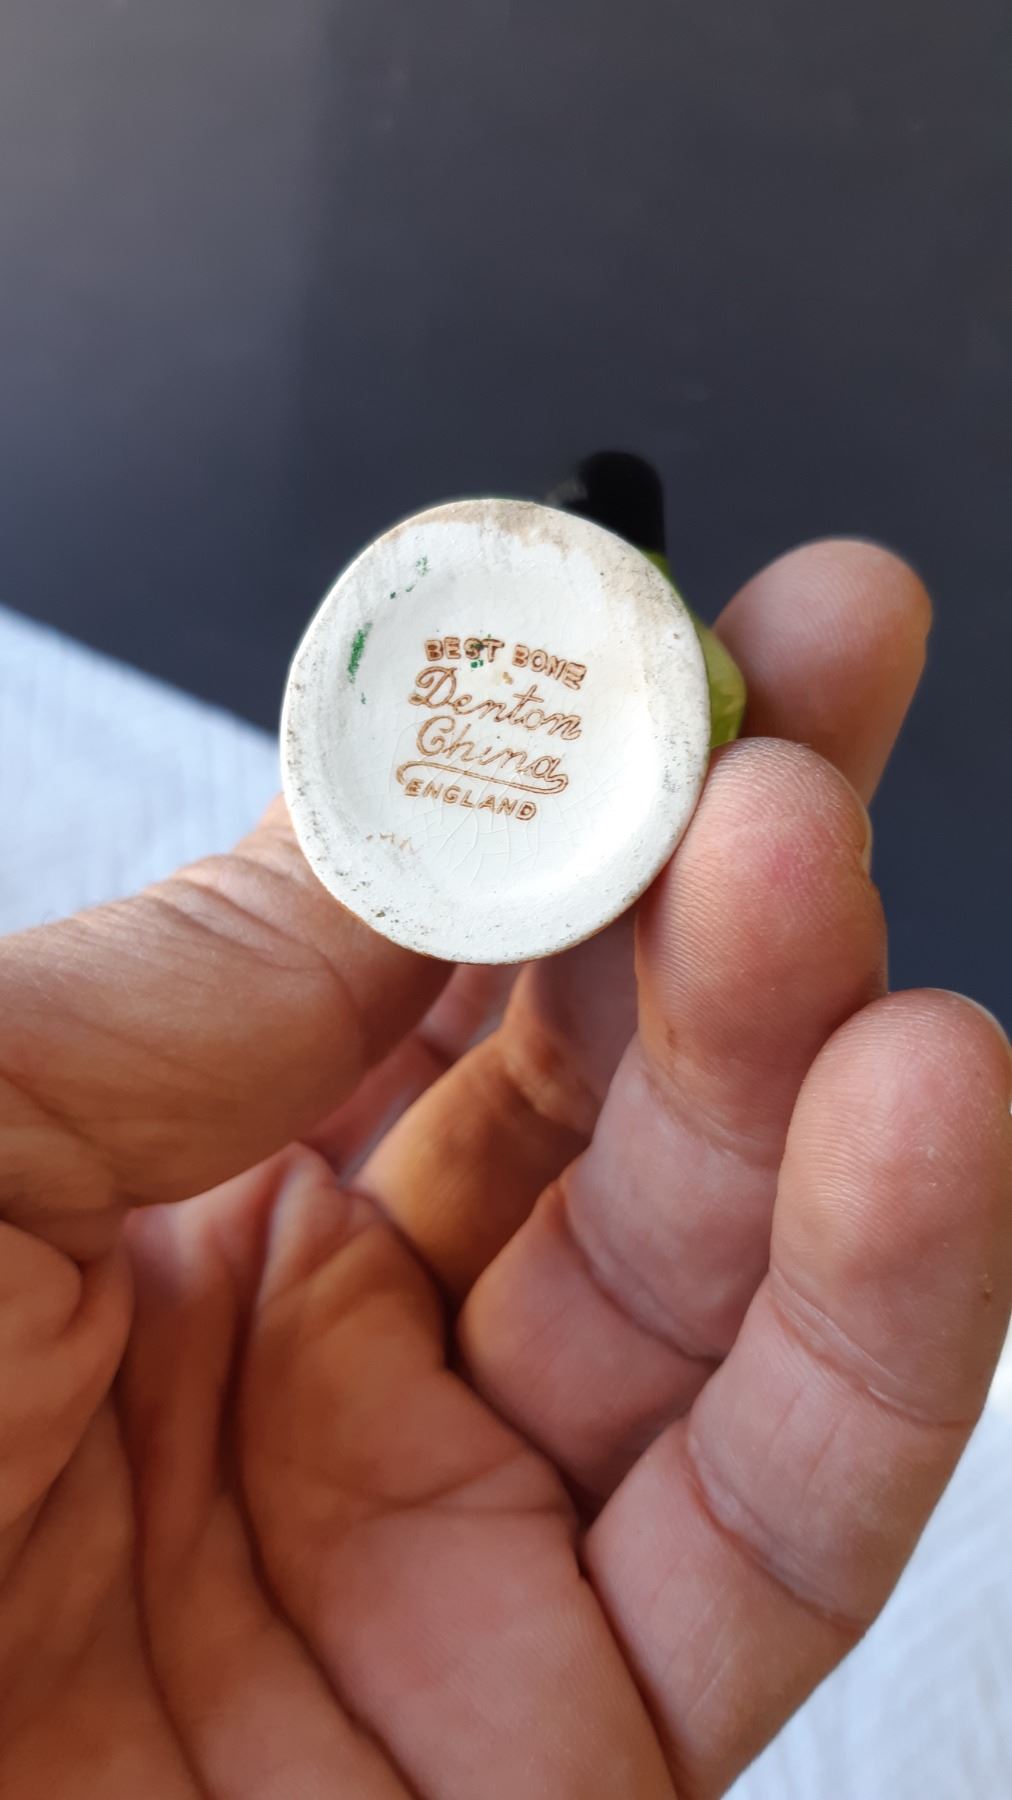 BEST BONE
Denton
China
ENGLAND